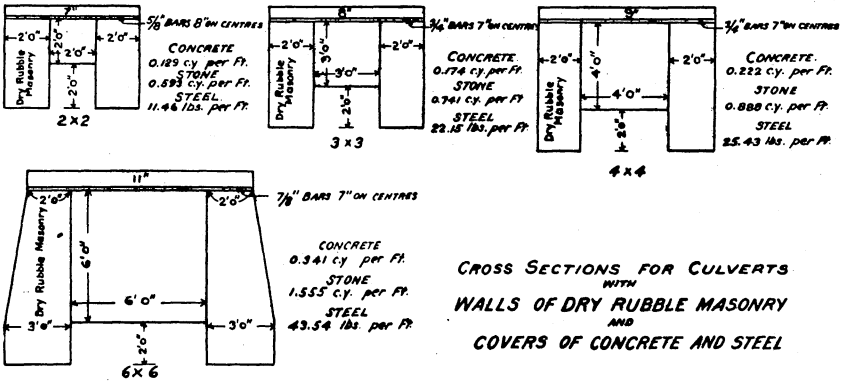 7"
5/8" BARS 8" ON CENTRES
2'0" 2'0" 2'0" 2'0"
2'0"
Dry Rubble Masonry
CONCRETE
0.129 c.y per Ft.
STONE
0.593 c.y. per Ft.
STEEL
11.46 lbs. per Ft.
2 x 2
8"
3/4" BARS 7" ON CENTRES
2'0" 3'0" 2'0"
3'0"
2'0"
Dry Rubble Masonry
CONCRETE
0.174 c.y. per Ft.
STONE
0.741 c.y. per Ft.
STEEL
22.15 lbs. per Ft.
3 x 3
9"
3/4" BARS 7" ON CENTRES
2'0" 4'0" 2'0"
4'0"
2'0"
Dry Rubble Masonry
CONCRETE.
0.222 c.y. per Ft.
STONE
0.888 c.y. per Ft.
STEEL
25.43 lbs. per Ft.
4 x 4
11"
7/8" BARS 7" ON CENTRES
2'0" 2'0"
Dry Rubble Masonry
6'0"
6'0"
3'0" 3'0"
2'0"
6 x 6
CONCRETE
0.341 c.y per Ft.
STONE
1.555 c.y. per Ft.
STEEL
43.54 lbs. per Ft.
CROSS SECTIONS FOR CULVERTS
WITH
WALLS OF DRY RUBBLE MASONRY
AND
COVERS OF CONCRETE AND STEEL